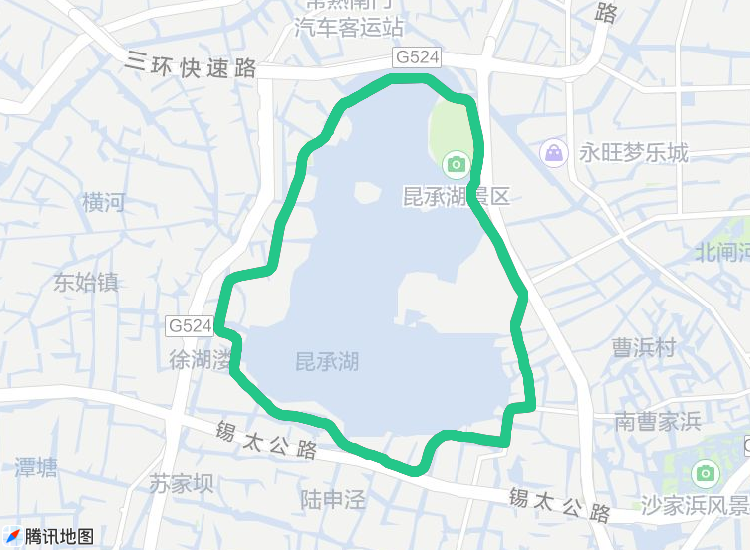 常熟南门
汽车客运站
路
G524
三环快速路
永旺梦乐城
昆承湖景区
横河
北闸河
东始镇
G524
曹浜村
徐湖溇
昆承湖
南曹家浜
锡太公路
潭塘
苏家坝
陆申泾
锡太公路
沙家浜风景
腾讯地图